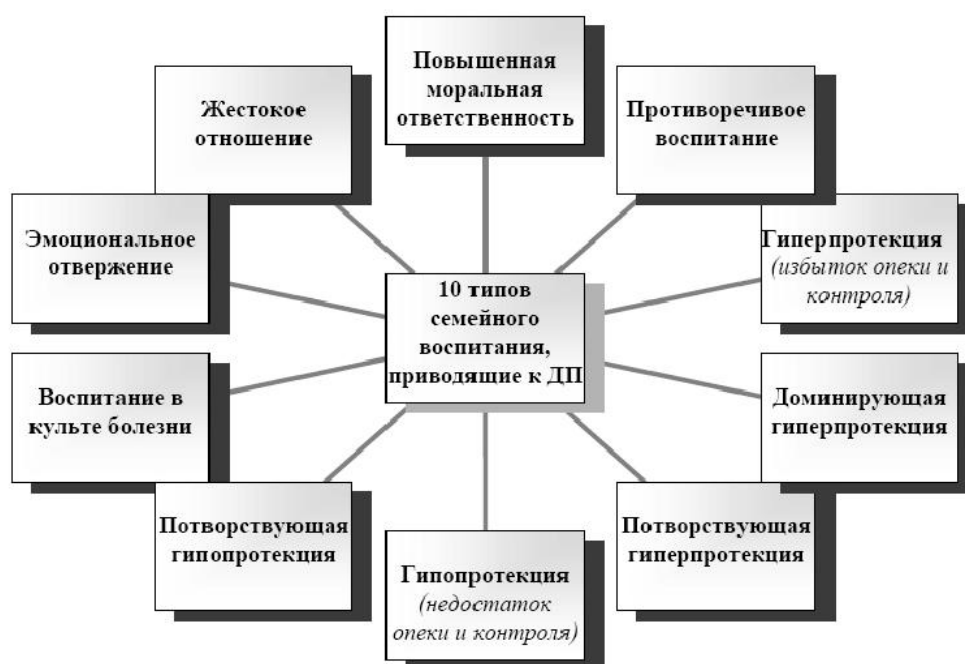 Повышенная
моральная
ответственность
Противоречивое
воспитание
Гиперпротекция
(избыток опеки и
контроля)
Доминирующая
гиперпротекция
Потворствующая
гиперпротекция
Гипопротекция
(недостаток
опеки и контроля)
Потворствующая
гипопротекция
Воспитание в
культе болезни
Эмоциональное
отвержение
Жестокое
отношение
10 типов
семейного
воспитания,
приводящие к ДП